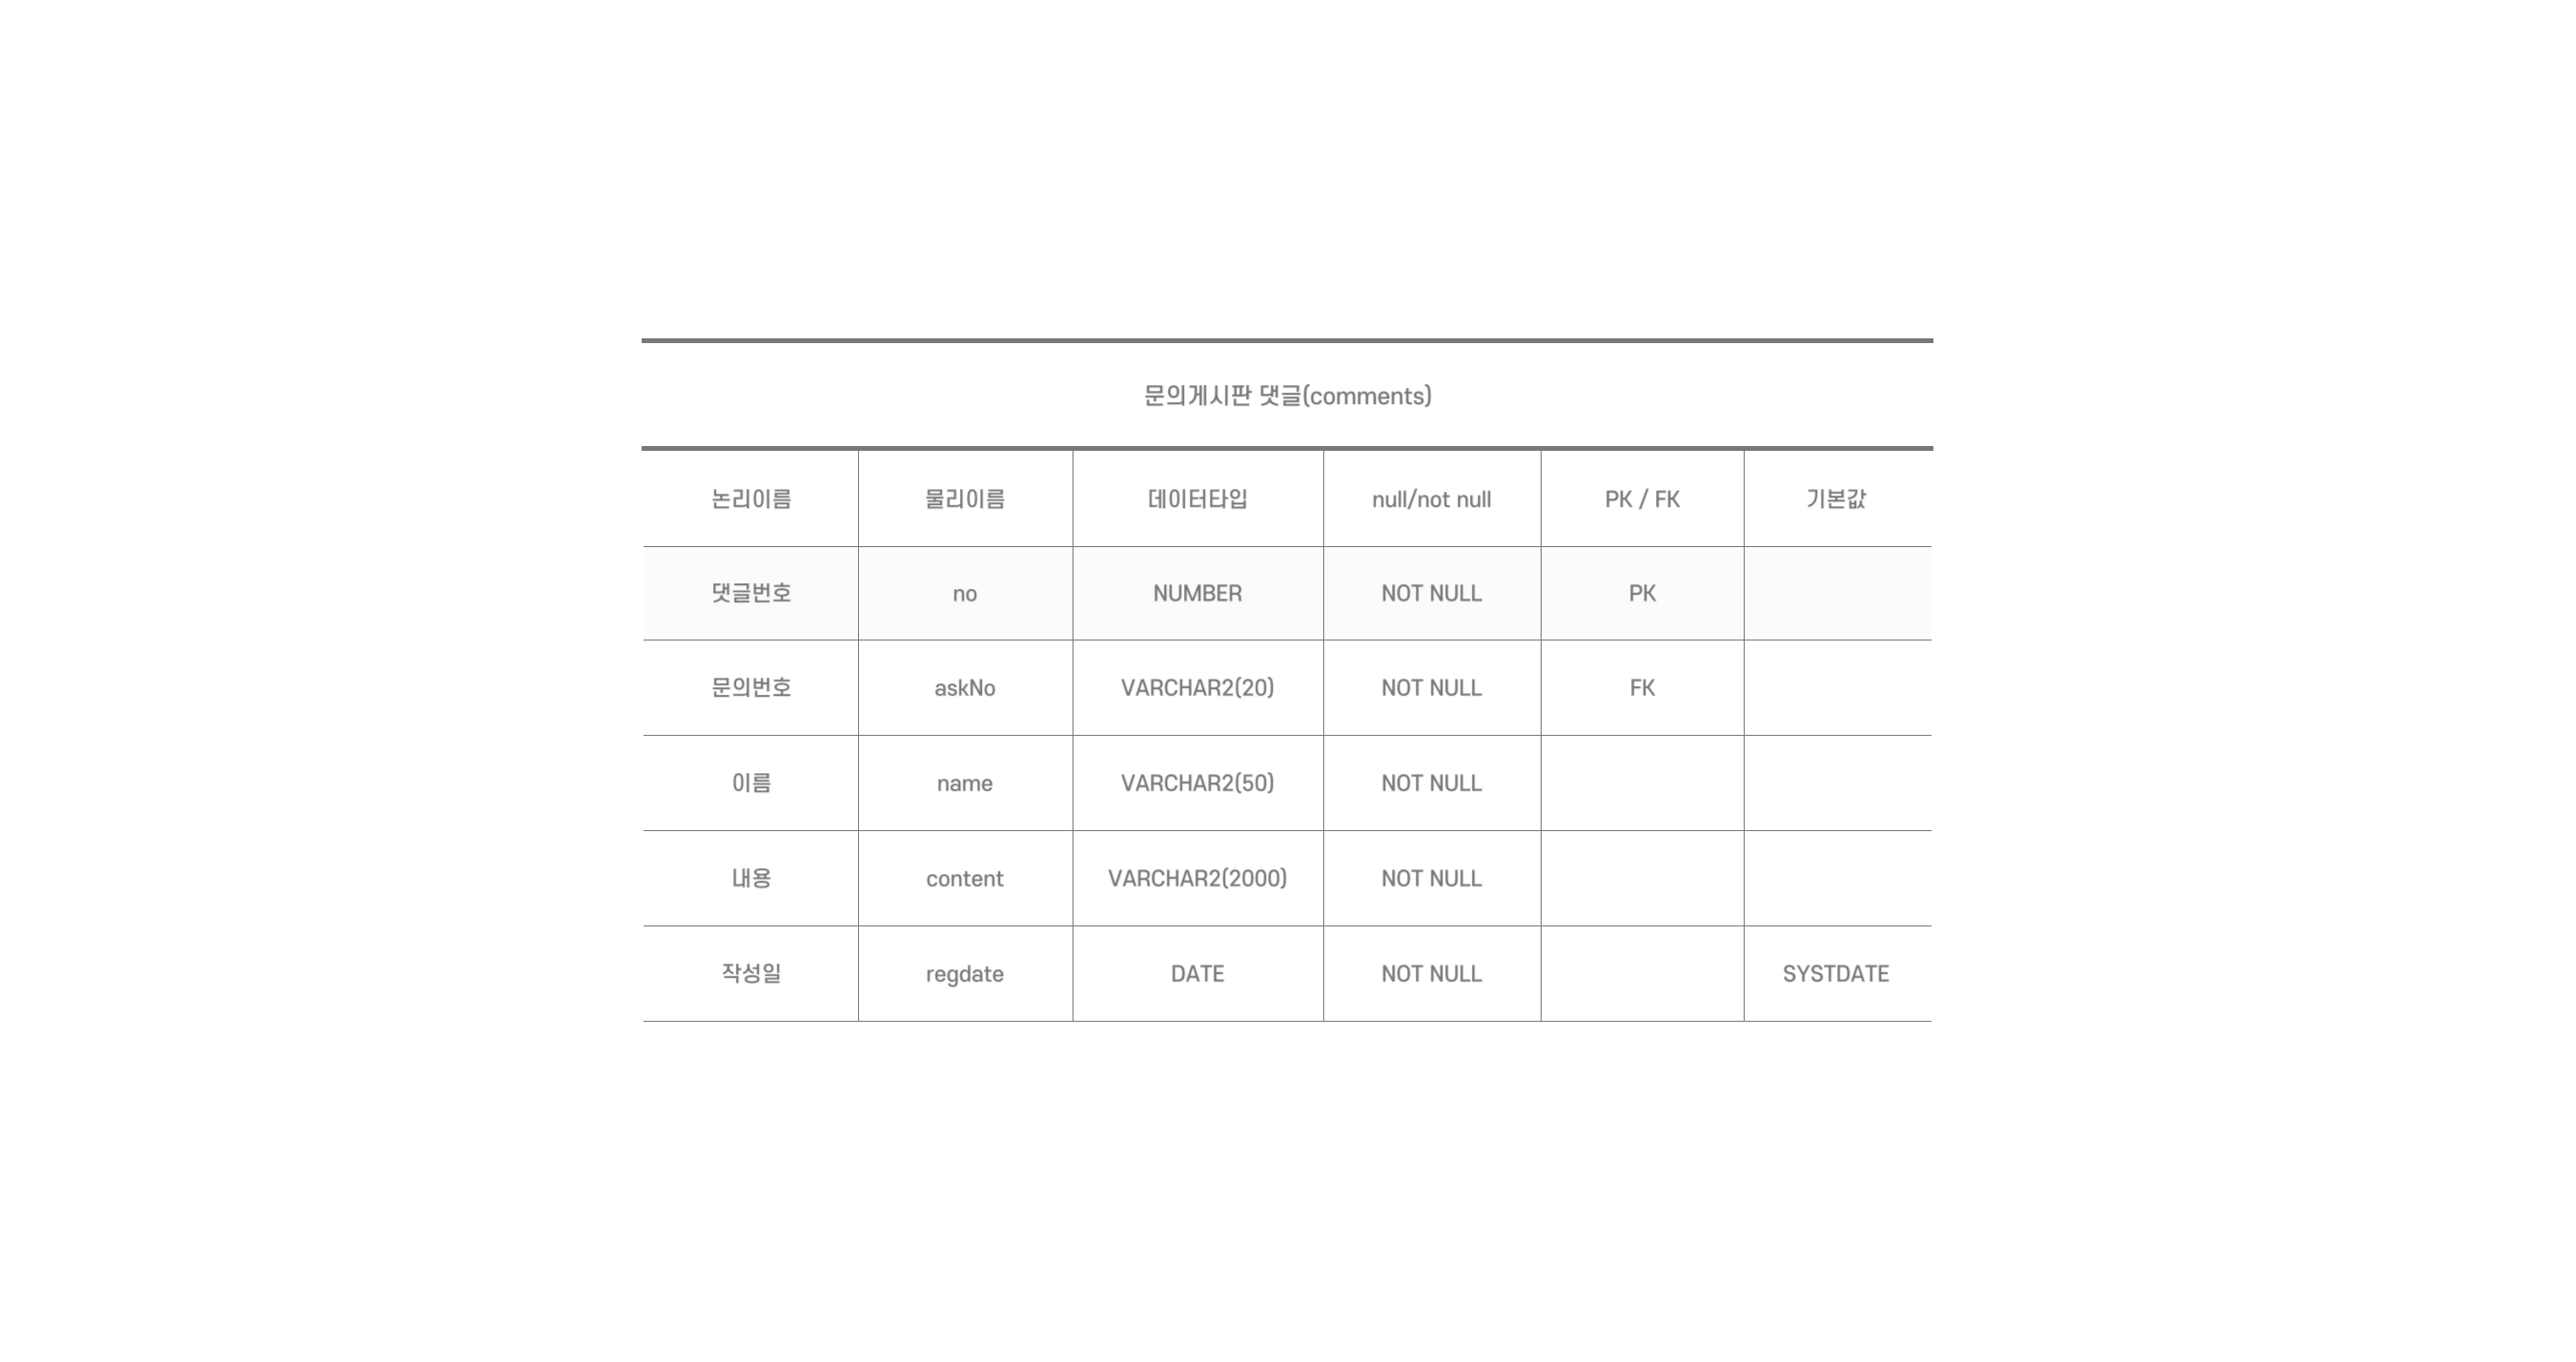 문의게시판 댓글(comments)
논리이름 물리이름 데이터타입 null/not null PK / FK 기본값
댓글번호 no NUMBER NOT NULL PK
문의번호 askNo VARCHAR2(20) NOT NULL FK
이름 name VARCHAR2(50) NOT NULL
내용 content VARCHAR2(2000) NOT NULL
작성일 regdate DATE NOT NULL SYSTDATE